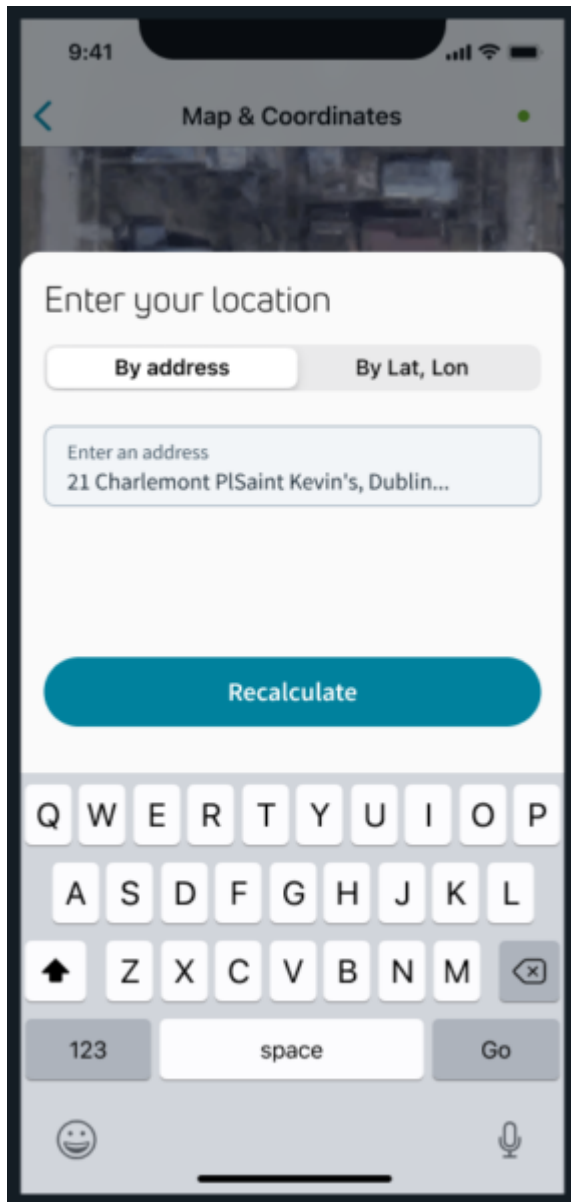 9:41
Map & Coordinates
Enter your location
By address By Lat, Lon
Enter an address
21 Charlemont PlSaint Kevin's, Dublin...
Recalculate
Q W E R T Y U I O P
A S D F G H J K L
Z X C V B N M
123 space Go